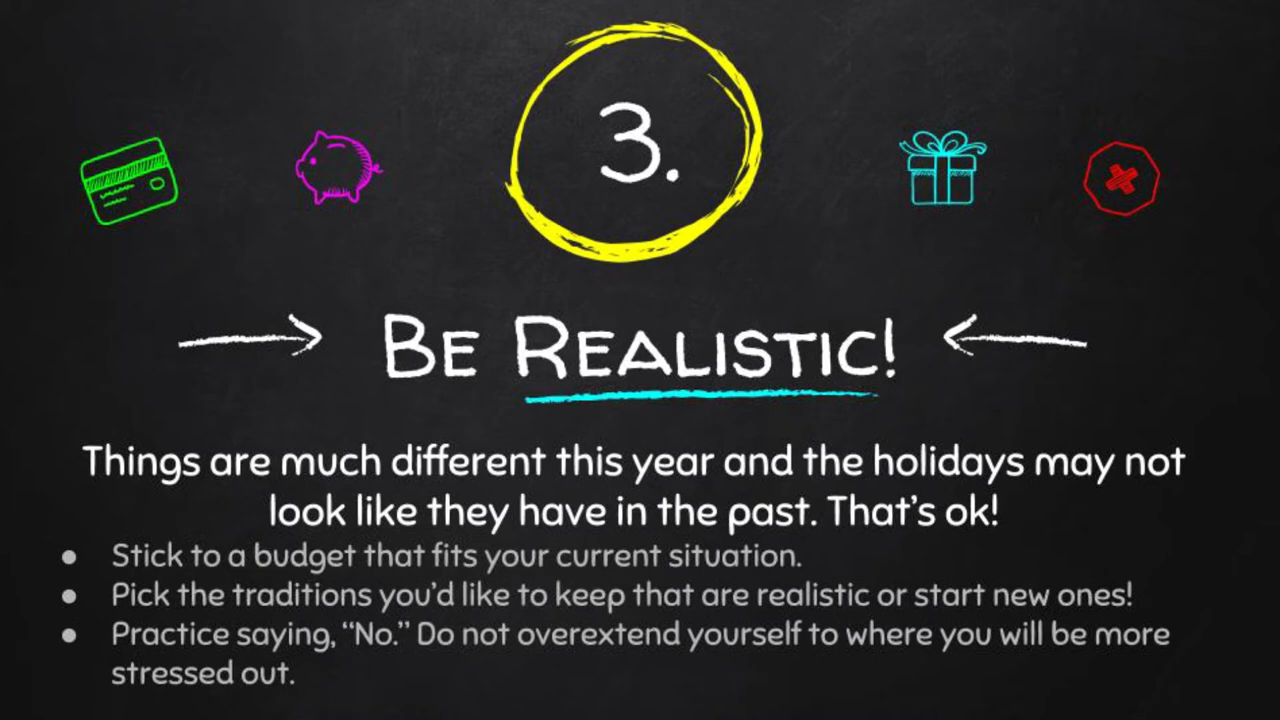 3.
Be Realistic!
Things are much different this year and the holidays may not
look like they have in the past. That’s ok!
● Stick to a budget that fits your current situation.
● Pick the traditions you’d like to keep that are realistic or start new ones!
● Practice saying, “No.” Do not overextend yourself to where you will be more
stressed out.